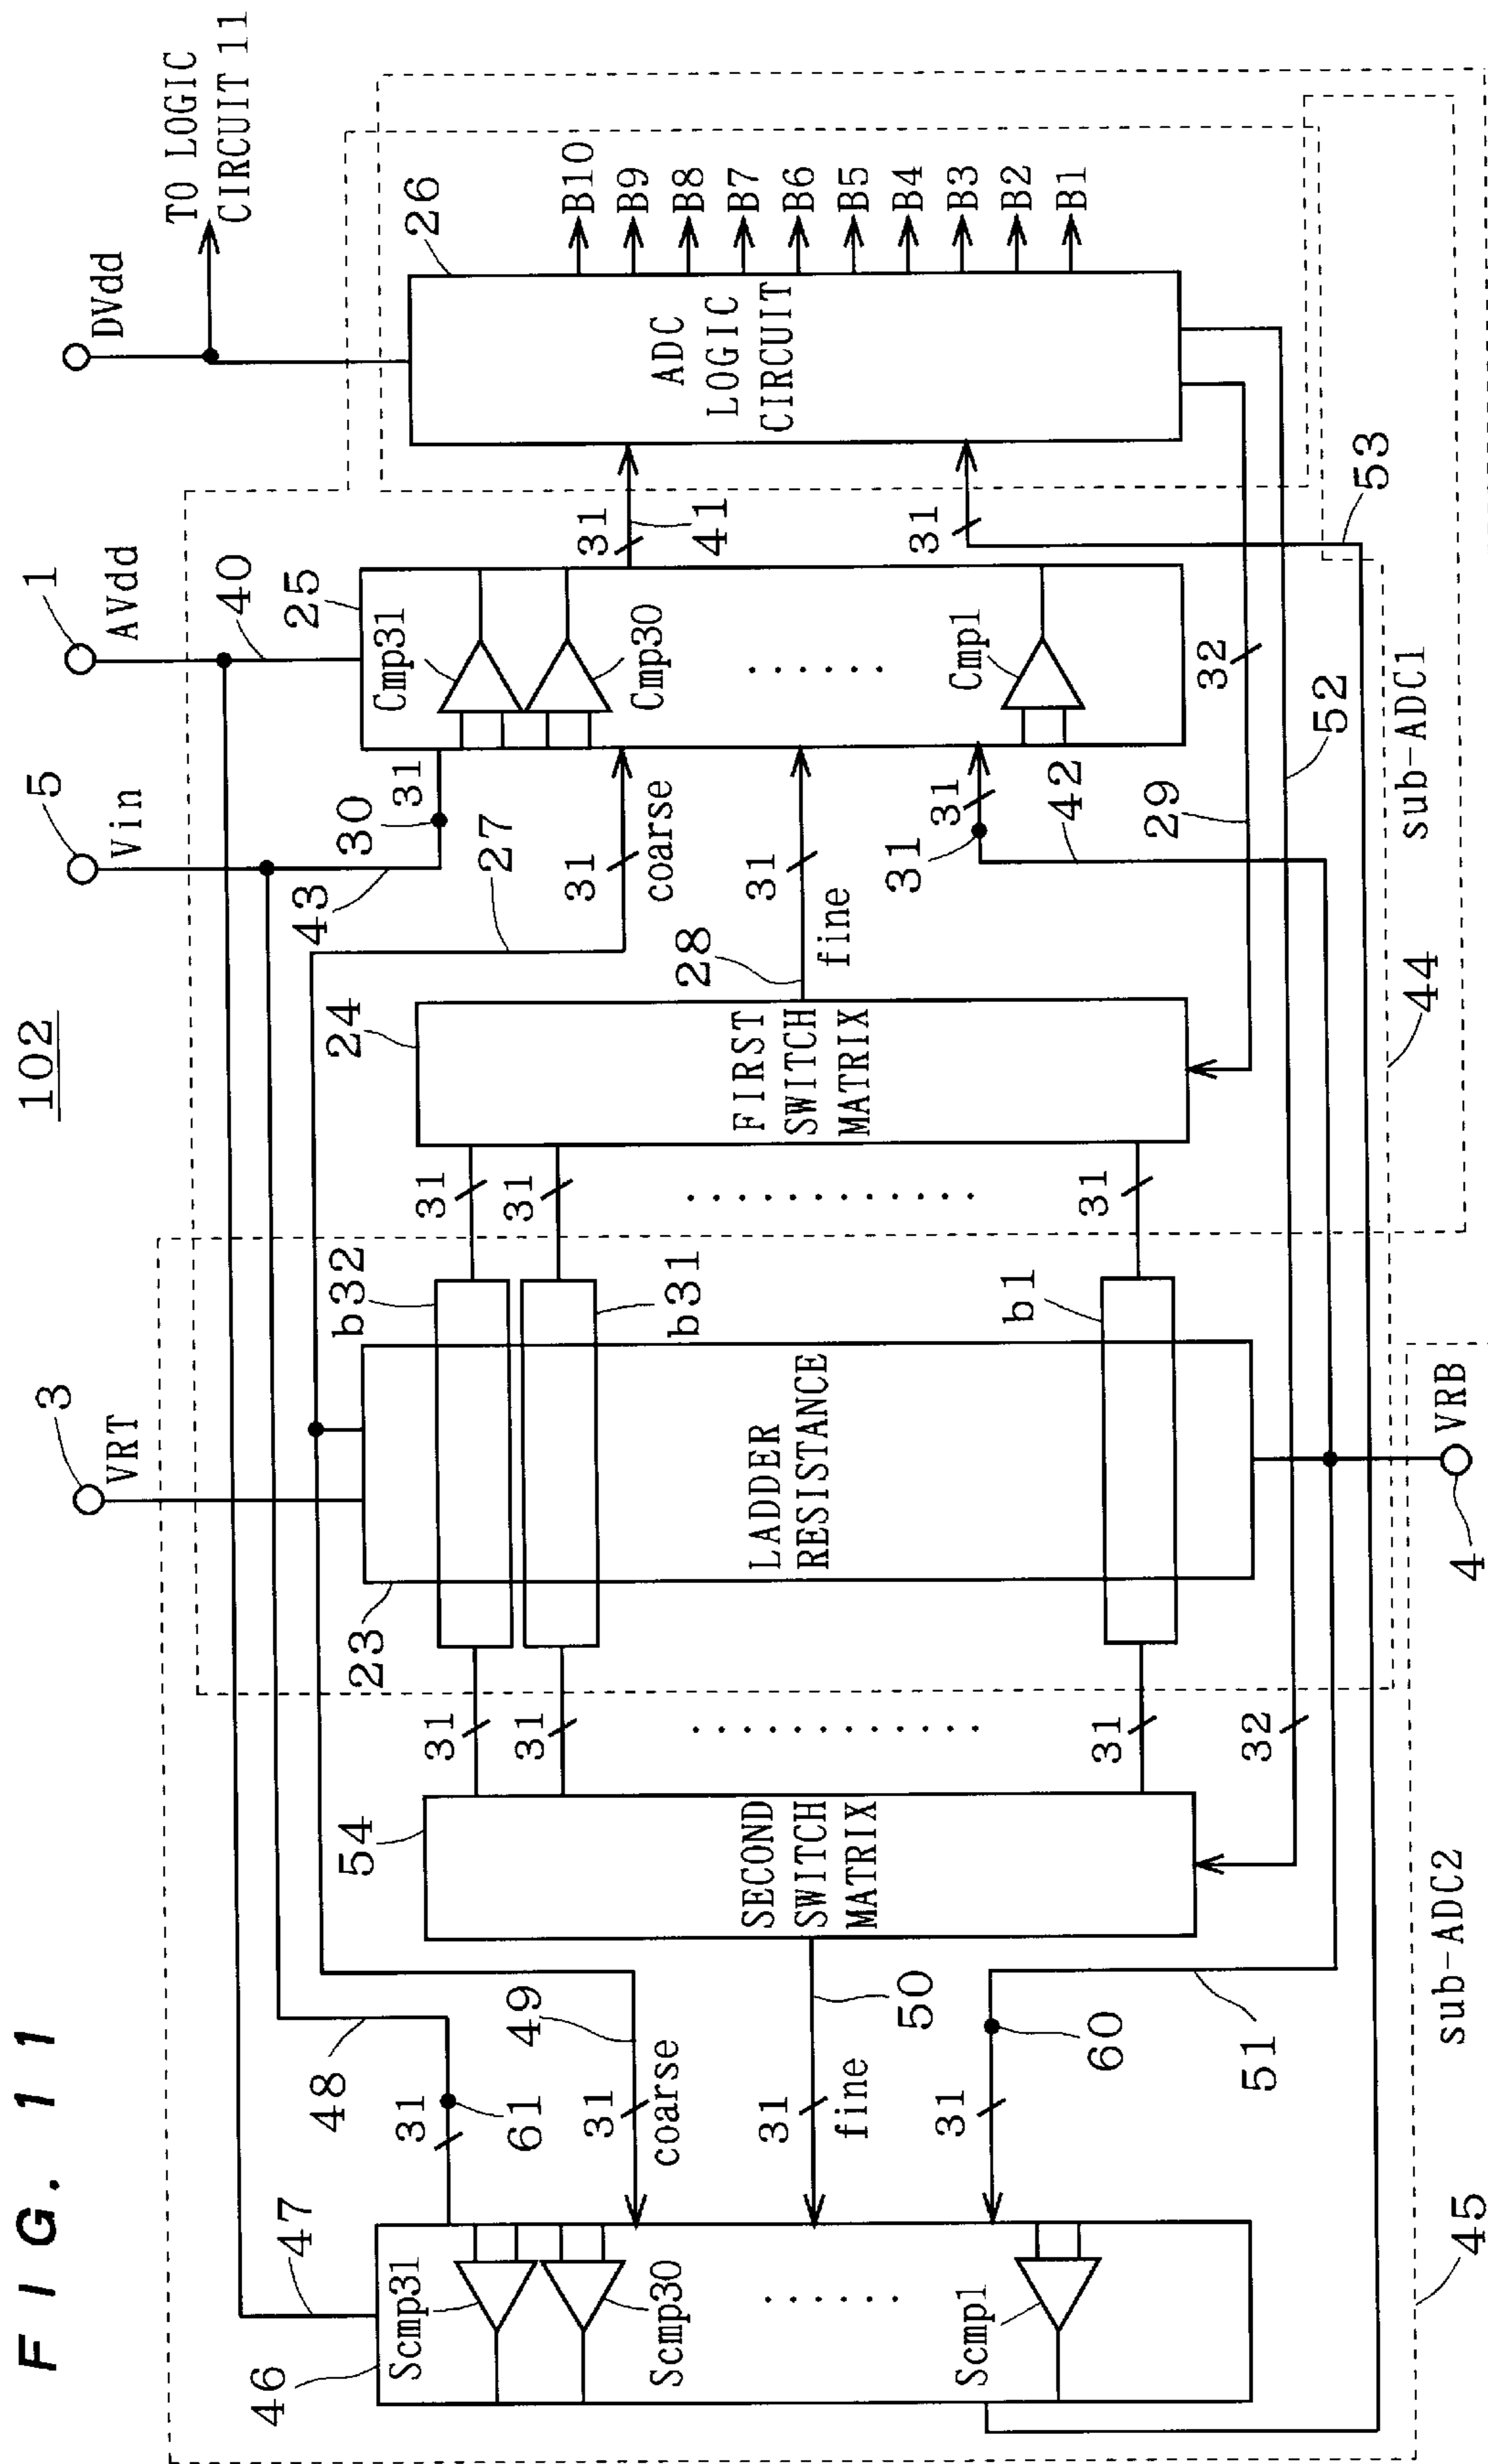 FIG. 11
102
3
VRT
5
Vin
1
AVdd
DVdd
TO LOGIC
CIRCUIT 11
46
47
Scmp31
Scmp30
......
Scmp1
48
31
61
49
31
coarse
50
31
fine
31
60
51
54
SECOND
SWITCH
MATRIX
31
31
............
31
32
23
b32
b31
b1
LADDER
RESISTANCE
31
31
............
31
24
FIRST
SWITCH
MATRIX
43
30
31
27
31
coarse
28
31
fine
31
31
42
40
25
Cmp31
Cmp30
......
Cmp1
31
41
31
29
32
52
53
26
ADC
LOGIC
CIRCUIT
B10
B9
B8
B7
B6
B5
B4
B3
B2
B1
45
sub-ADC2
4
VRB
44
sub-ADC1